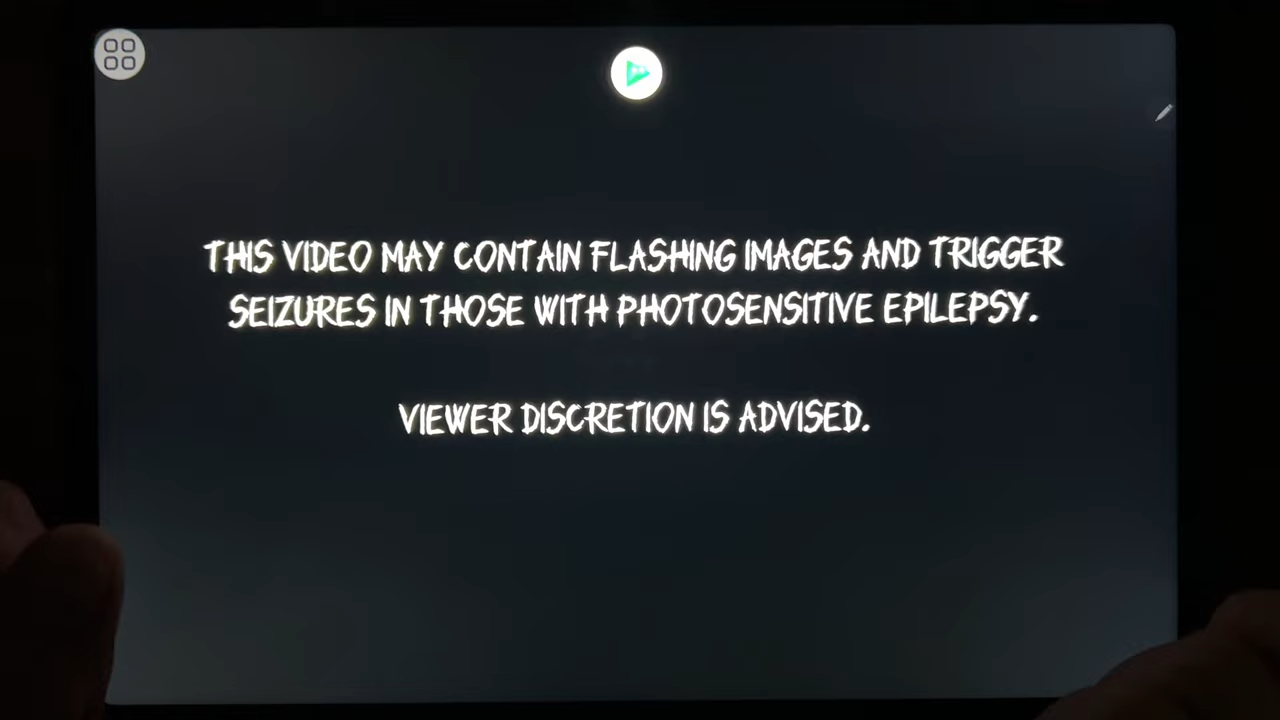 THIS VIDEO MAY CONTAIN FLASHING IMAGES AND TRIGGER
SEIZURES IN THOSE WITH PHOTOSENSITIVE EPILEPSY.
VIEWER DISCRETION IS ADVISED.